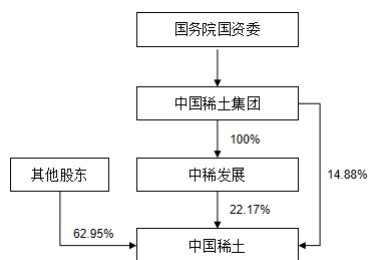 国务院国资委
中国稀土集团
100%
其他股东
中稀发展
14.88%
22.17%
62.95%
中国稀土